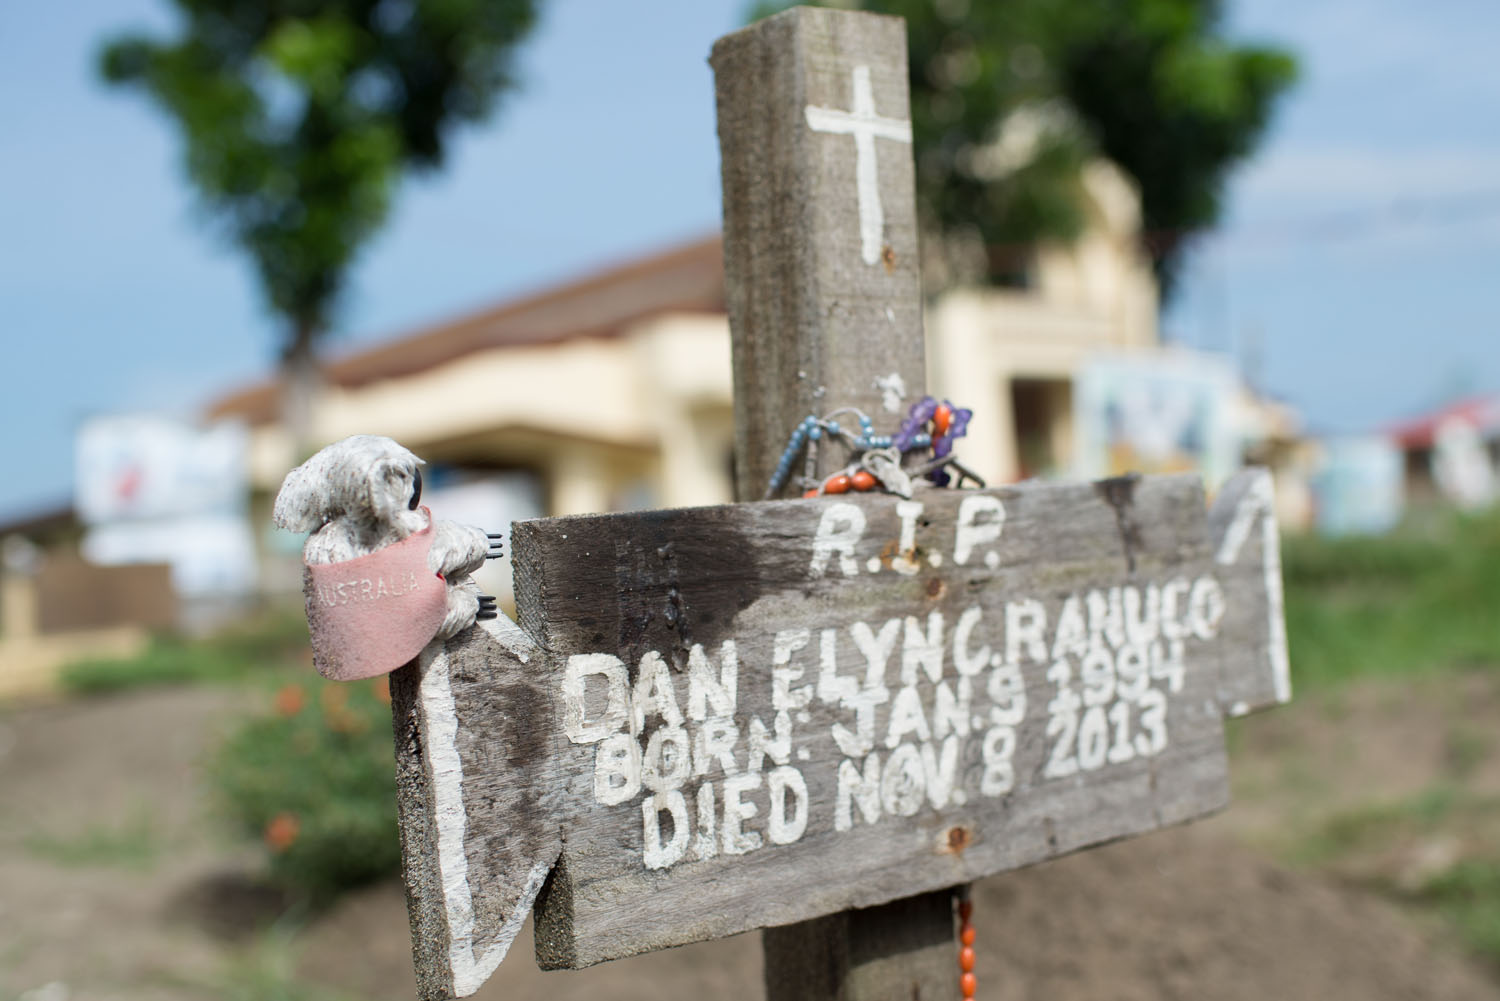 R.I.P.
DAN ELYN C. RANUCO
BORN. JAN. 9 1994
DIED NOV. 8 2013
AUSTRALIA